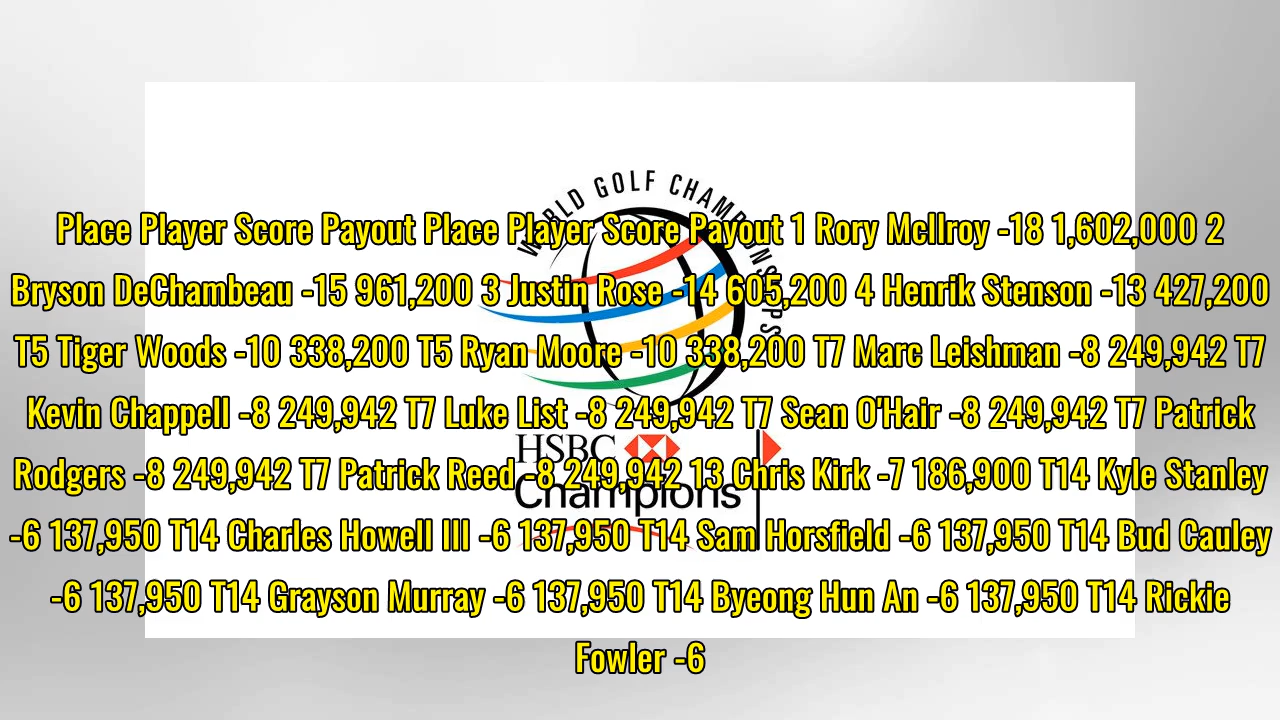 WORLD GOLF CHAMPIONSHIPS
Place Player Score Payout Place Player Score Payout 1 Rory McIlroy -18 1,602,000 2
Bryson DeChambeau -15 961,200 3 Justin Rose -14 605,200 4 Henrik Stenson -13 427,200
T5 Tiger Woods -10 338,200 T5 Ryan Moore -10 338,200 T7 Marc Leishman -8 249,942 T7
Kevin Chappell -8 249,942 T7 Luke List -8 249,942 T7 Sean O'Hair -8 249,942 T7 Patrick
HSBC
Rodgers -8 249,942 T7 Patrick Reed -8 249,942 13 Chris Kirk -7 186,900 T14 Kyle Stanley
Champions
-6 137,950 T14 Charles Howell III -6 137,950 T14 Sam Horsfield -6 137,950 T14 Bud Cauley
-6 137,950 T14 Grayson Murray -6 137,950 T14 Byeong Hun An -6 137,950 T14 Rickie
Fowler -6